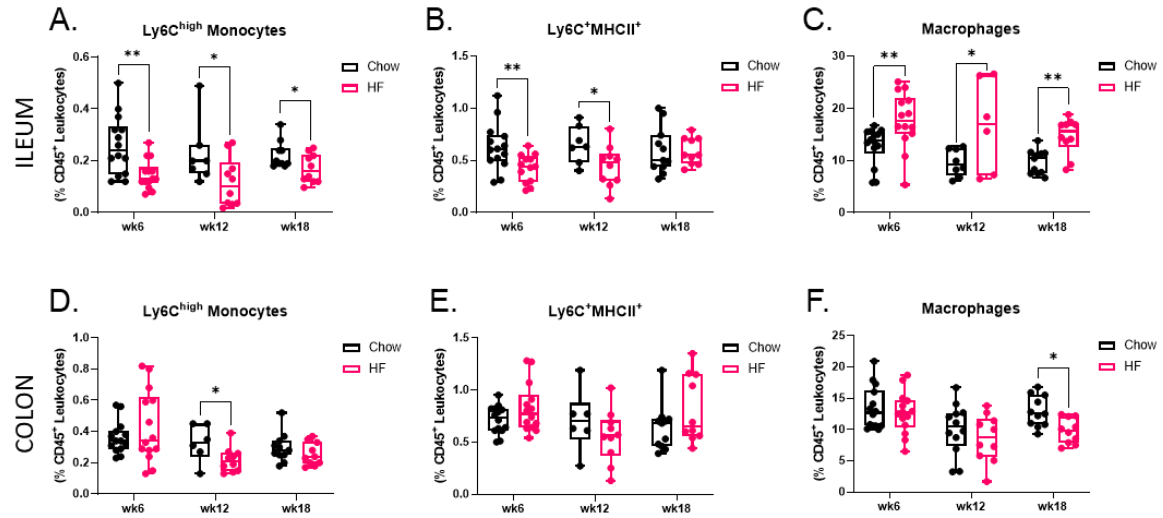 ILEUM
A.
Ly6Cʰⁱᵍʰ Monocytes
(% CD45⁺ Leukocytes)
0.6
0.4
0.2
0.0
**
*
*
wk6 wk12 wk18
Chow
HF
B.
Ly6C⁺MHCII⁺
(% CD45⁺ Leukocytes)
1.5
1.0
0.5
0.0
**
*
wk6 wk12 wk18
Chow
HF
C.
Macrophages
(% CD45⁺ Leukocytes)
30
20
10
0
**
*
**
wk6 wk12 wk18
Chow
HF
COLON
D.
Ly6Cʰⁱᵍʰ Monocytes
(% CD45⁺ Leukocytes)
1.0
0.8
0.6
0.4
0.2
0.0
*
wk6 wk12 wk18
Chow
HF
E.
Ly6C⁺MHCII⁺
(% CD45⁺ Leukocytes)
1.5
1.0
0.5
0.0
wk6 wk12 wk18
Chow
HF
F.
Macrophages
(% CD45⁺ Leukocytes)
25
20
15
10
5
0
*
wk6 wk12 wk18
Chow
HF